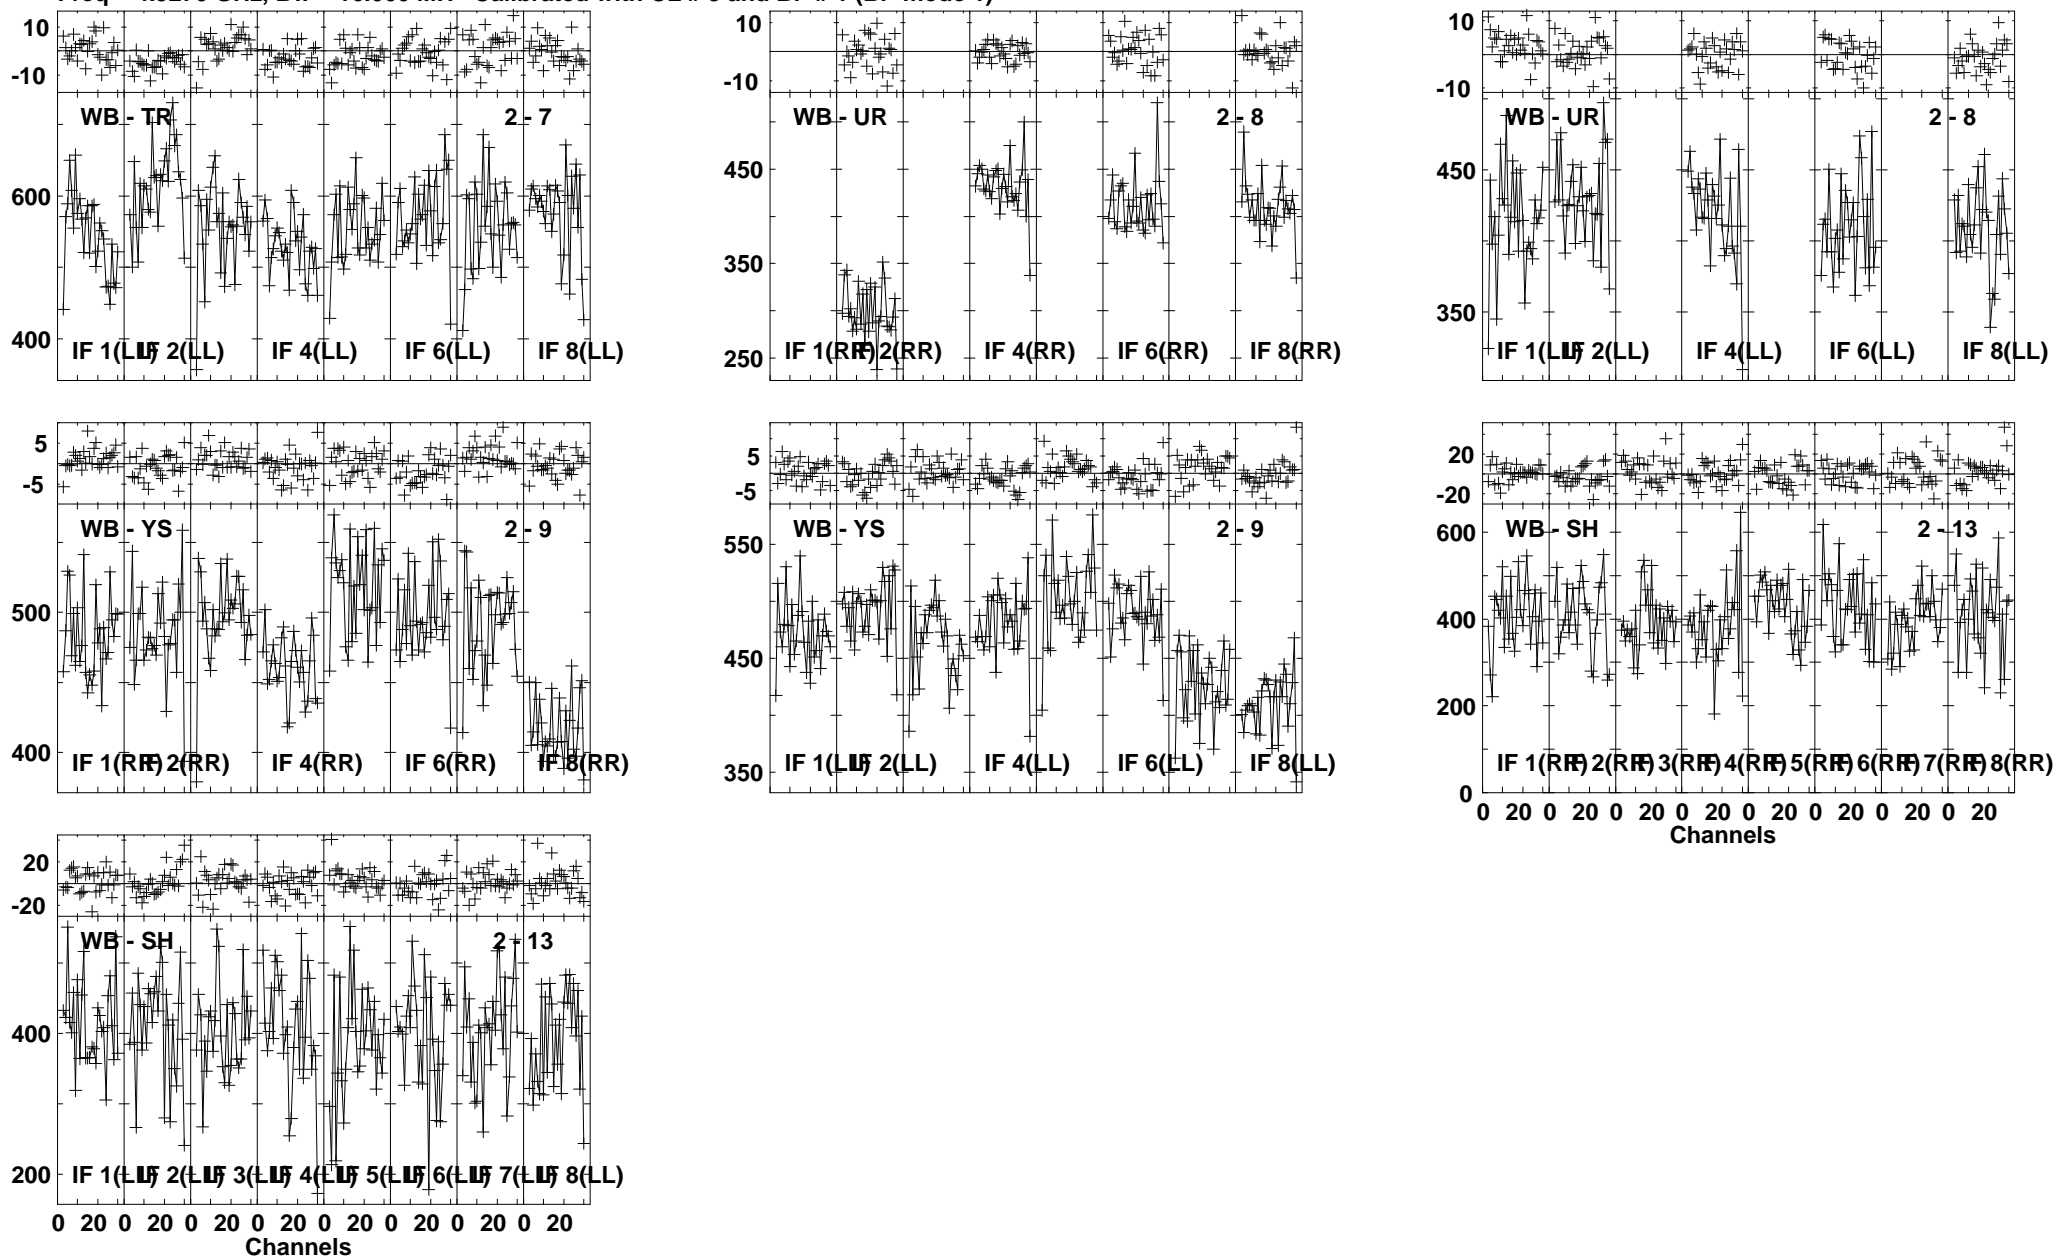 10
-10
WB - TR
2 - 7
600
400
IF 1(LL) IF 2(LL) IF 4(LL) IF 6(LL) IF 8(LL)
10
-10
WB - UR
2 - 8
450
350
250
IF 1(RR) IF 2(RR) IF 4(RR) IF 6(RR) IF 8(RR)
10
-10
WB - UR
2 - 8
450
350
IF 1(LL) IF 2(LL) IF 4(LL) IF 6(LL) IF 8(LL)
5
-5
WB - YS
2 - 9
500
400
IF 1(RR) IF 2(RR) IF 4(RR) IF 6(RR) IF 8(RR)
5
-5
WB - YS
2 - 9
550
450
350
IF 1(LL) IF 2(LL) IF 4(LL) IF 6(LL) IF 8(LL)
20
-20
WB - SH
2 - 13
600
400
200
0
IF 1(RR) IF 2(RR) IF 3(RR) IF 4(RR) IF 5(RR) IF 6(RR) IF 7(RR) IF 8(RR)
0 20 0 20 0 20 0 20 0 20 0 20 0 20 0 20
Channels
20
-20
WB - SH
2 - 13
400
200
IF 1(LL) IF 2(LL) IF 3(LL) IF 4(LL) IF 5(LL) IF 6(LL) IF 7(LL) IF 8(LL)
0 20 0 20 0 20 0 20 0 20 0 20 0 20 0 20
Channels